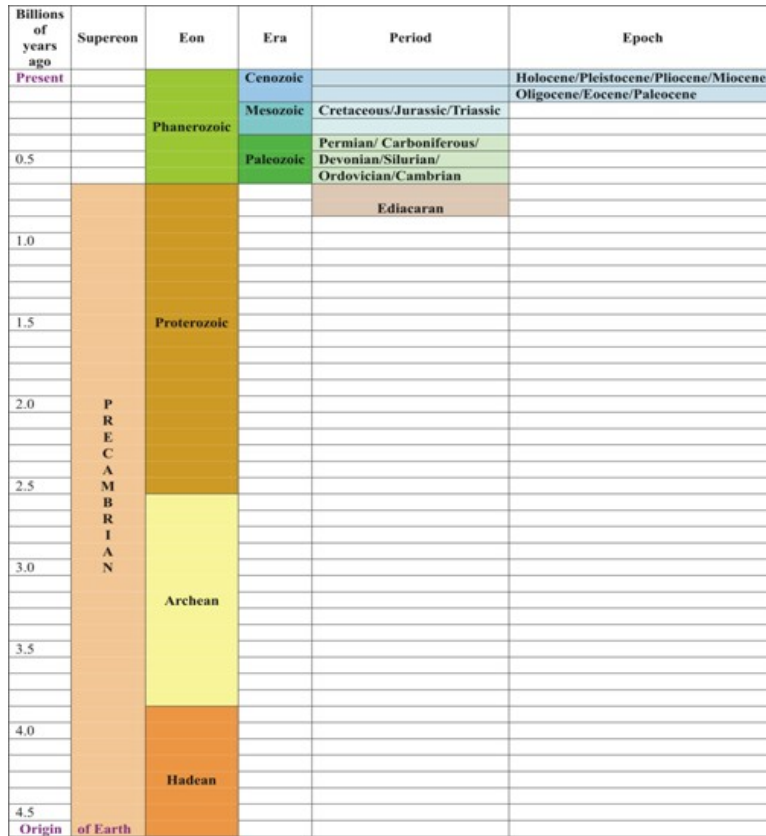 Billions
of
years
ago
Supereon
Eon
Era
Period
Epoch
Present
Cenozoic
Holocene/Pleistocene/Pliocene/Miocene
Oligocene/Eocene/Paleocene
Mesozoic
Cretaceous/Jurassic/Triassic
Phanerozoic
Permian/ Carboniferous/
0.5
Paleozoic
Devonian/Silurian/
Ordovician/Cambrian
Ediacaran
1.0
1.5
Proterozoic
2.0
P
R
E
C
A
M
B
R
I
A
N
2.5
3.0
Archean
3.5
4.0
Hadean
4.5
Origin of Earth